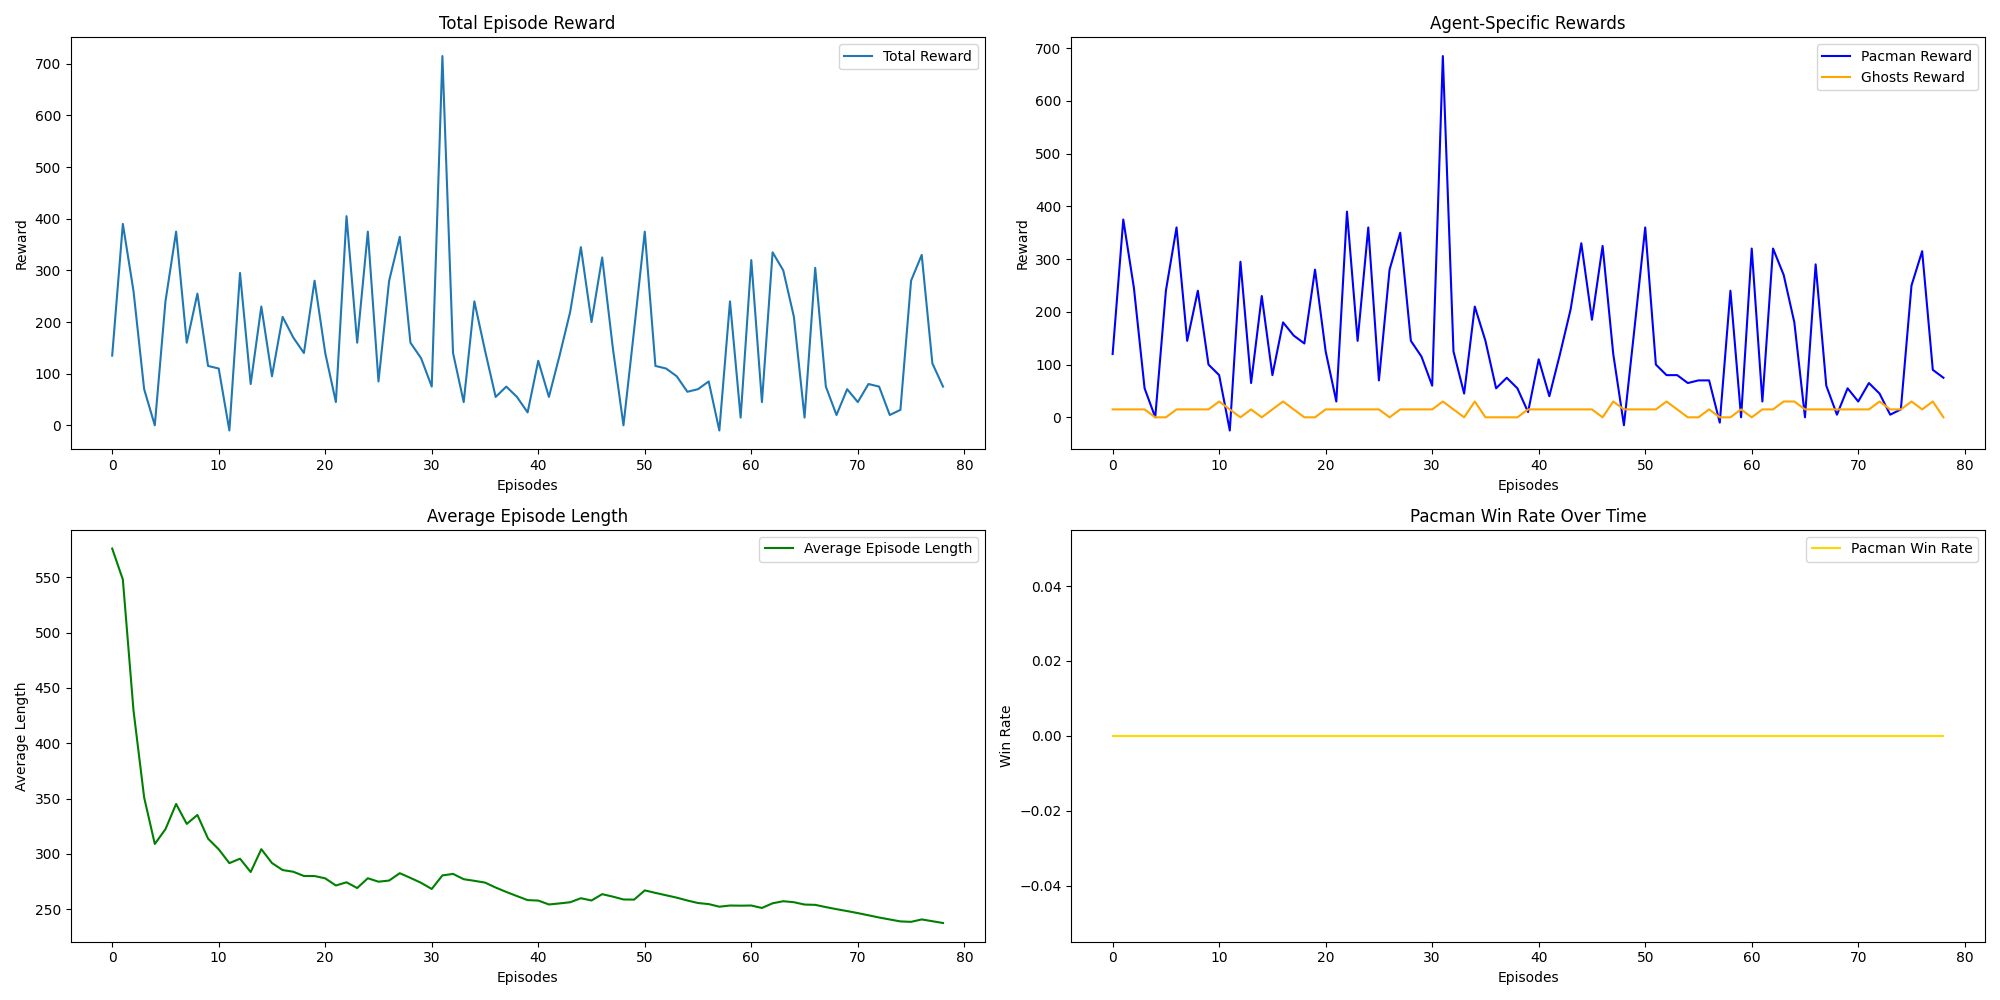 Total Episode Reward
Total Reward
Reward
700
600
500
400
300
200
100
0
0 10 20 30 40 50 60 70 80
Episodes
Agent-Specific Rewards
Pacman Reward
Ghosts Reward
Reward
700
600
500
400
300
200
100
0
0 10 20 30 40 50 60 70 80
Episodes
Average Episode Length
Average Episode Length
Average Length
550
500
450
400
350
300
250
0 10 20 30 40 50 60 70 80
Episodes
Pacman Win Rate Over Time
Pacman Win Rate
Win Rate
0.04
0.02
0.00
−0.02
−0.04
0 10 20 30 40 50 60 70 80
Episodes